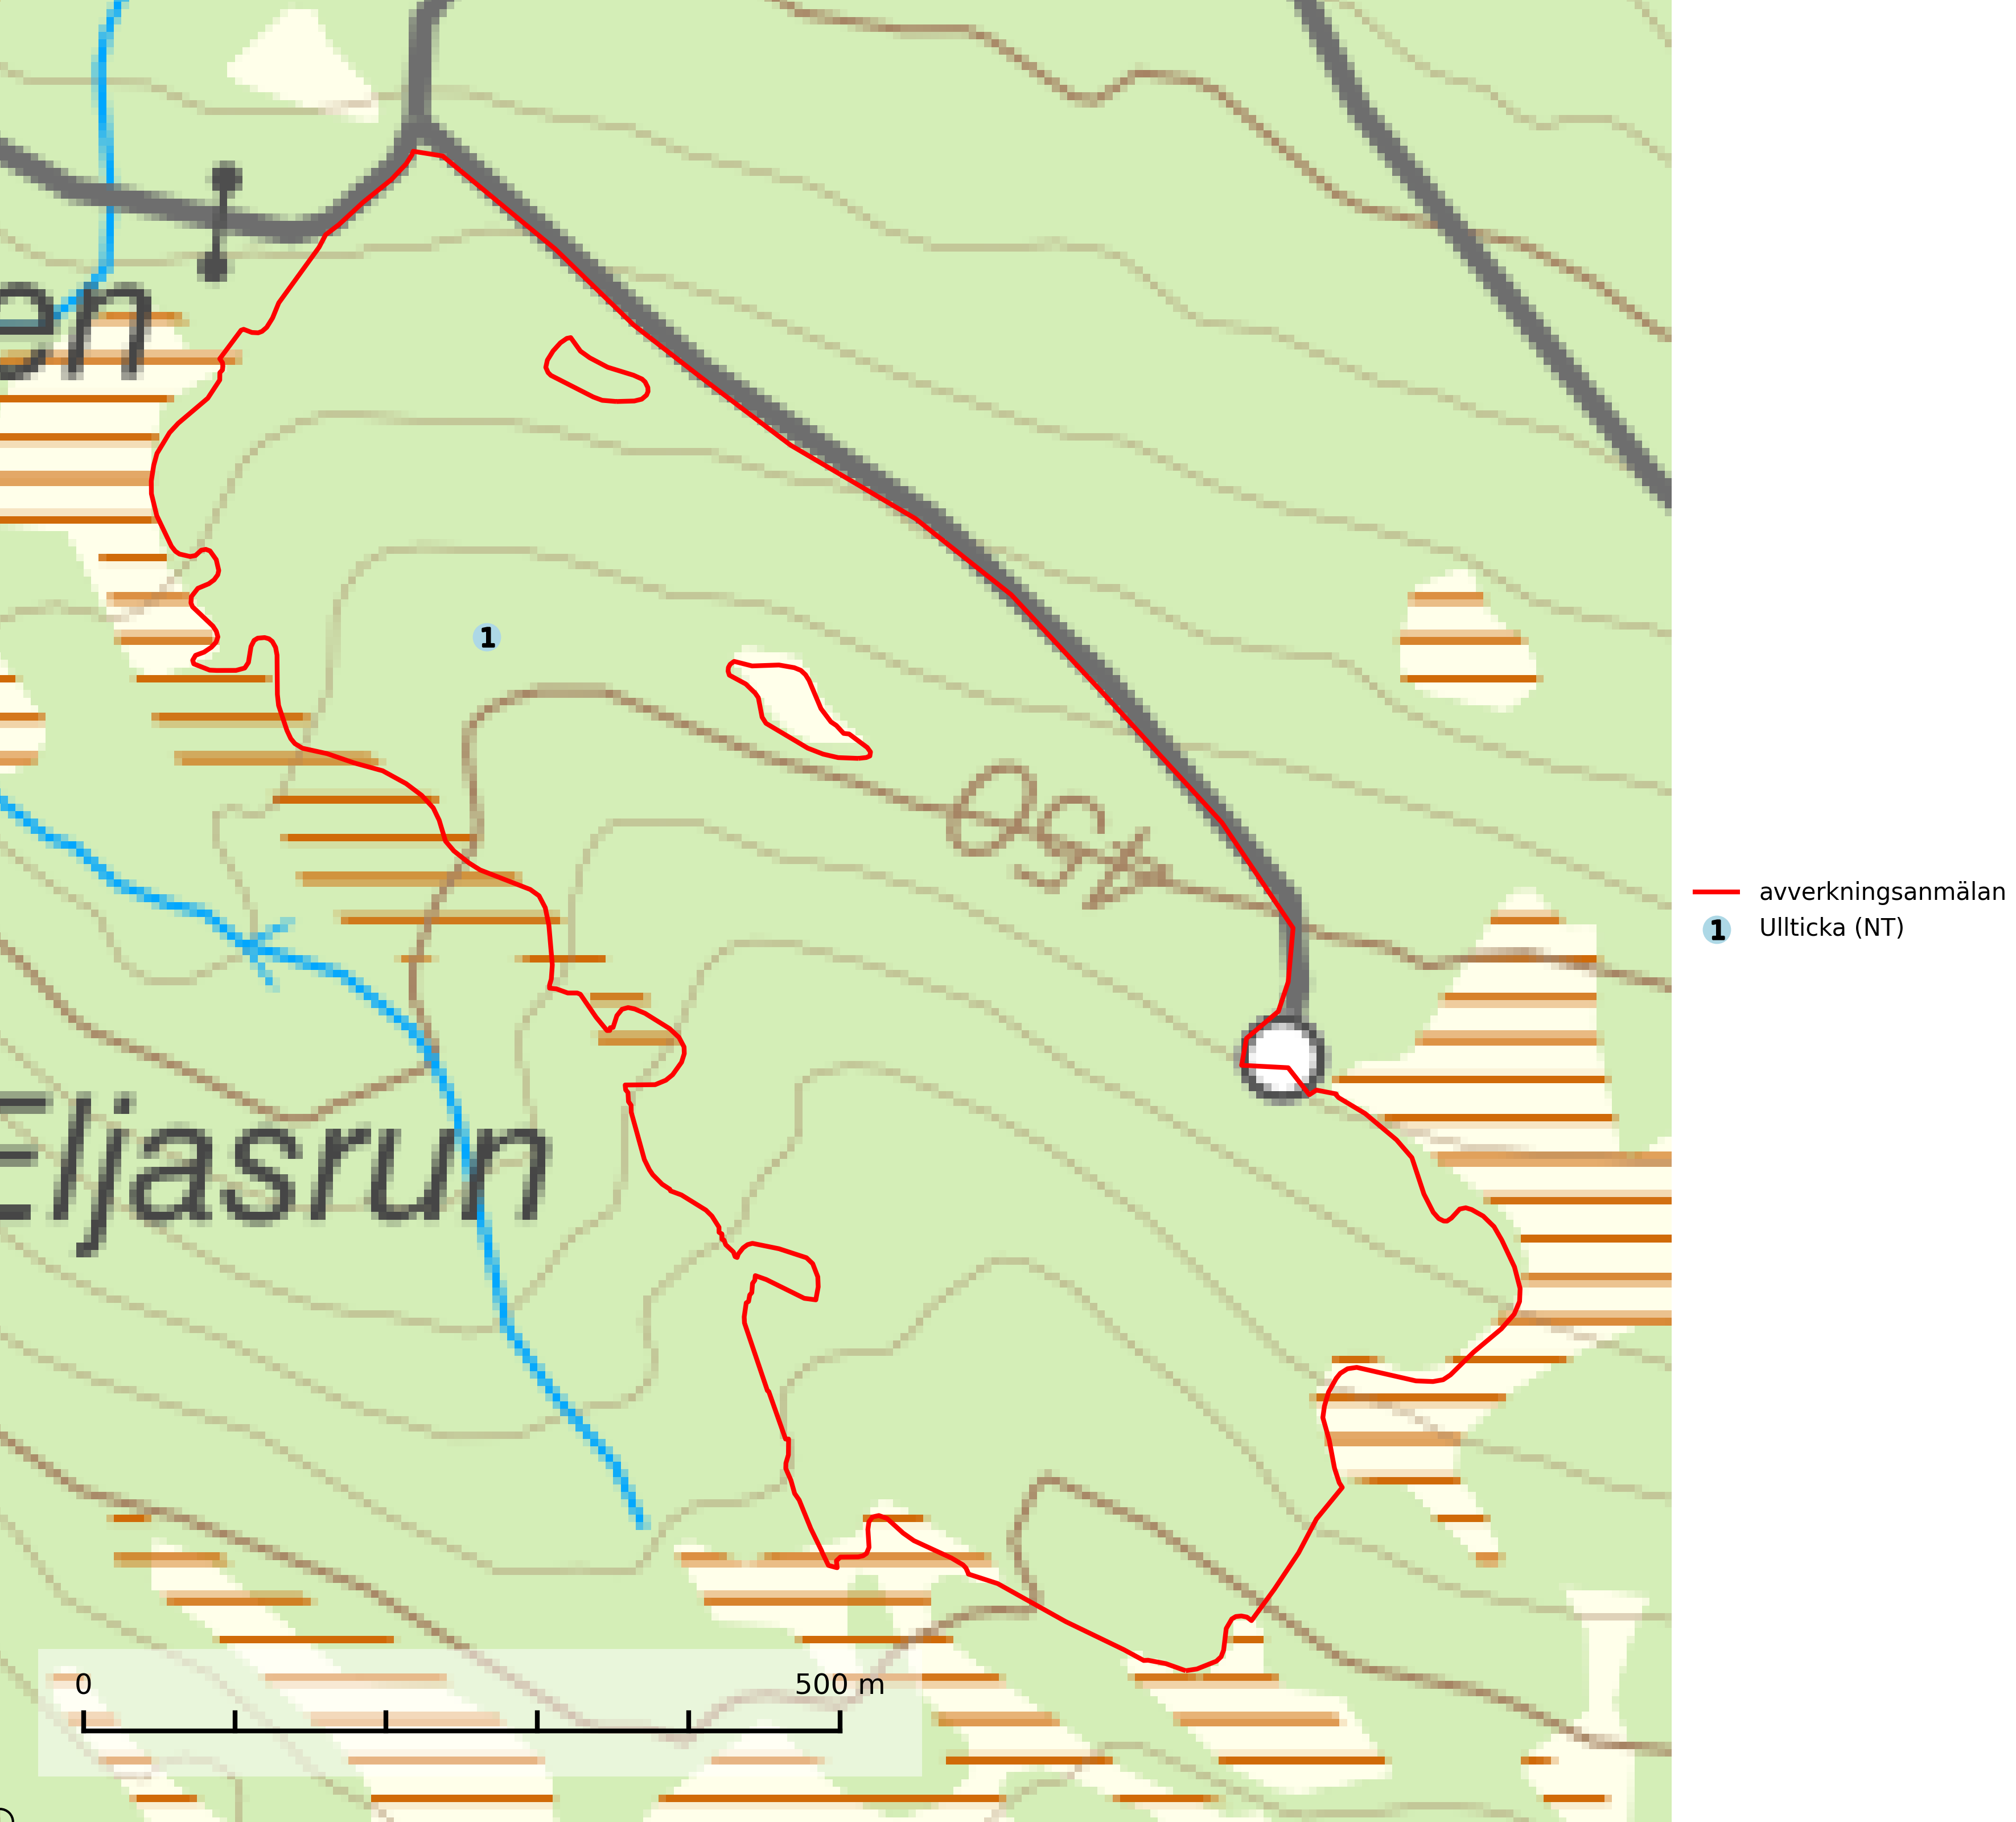 en
450
avverkningsanmälan
1 Ullticka (NT)
1
Eljasrun
0 500 m